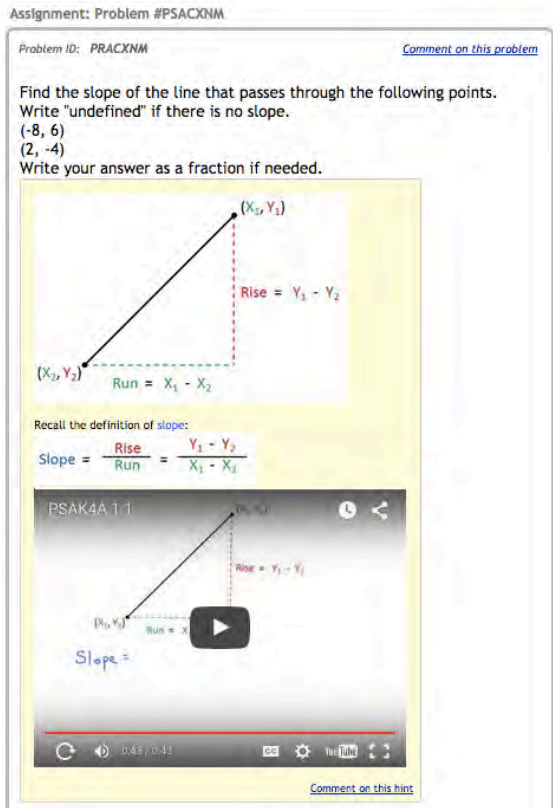 Assignment: Problem #PSACXNM
Problem ID: PRACXNM
Comment on this problem
Find the slope of the line that passes through the following points.
Write "undefined" if there is no slope.
(-8, 6)
(2, -4)
Write your answer as a fraction if needed.
(X₁, Y₁)
Rise = Y₁ - Y₂
(X₂, Y₂)
Run = X₁ - X₂
Recall the definition of slope:
Slope = Rise / Run = Y₁ - Y₂ / X₁ - X₂
PSAK4A 1.1
Rise = Y₁ - Y₂
Run = X
Slope =
0:43 / 0:43
CC
YouTube
Comment on this hint